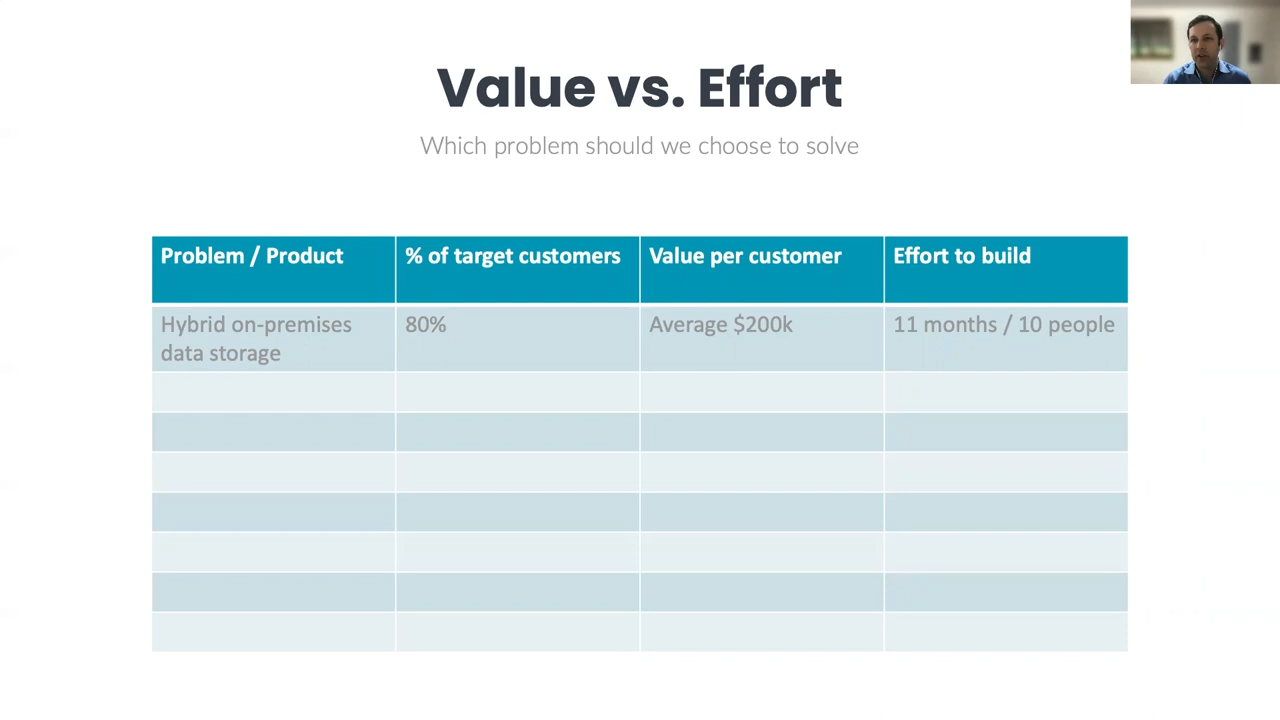 Value vs. Effort
Which problem should we choose to solve
Problem / Product
% of target customers
Value per customer
Effort to build
Hybrid on-premises
data storage
80%
Average $200k
11 months / 10 people